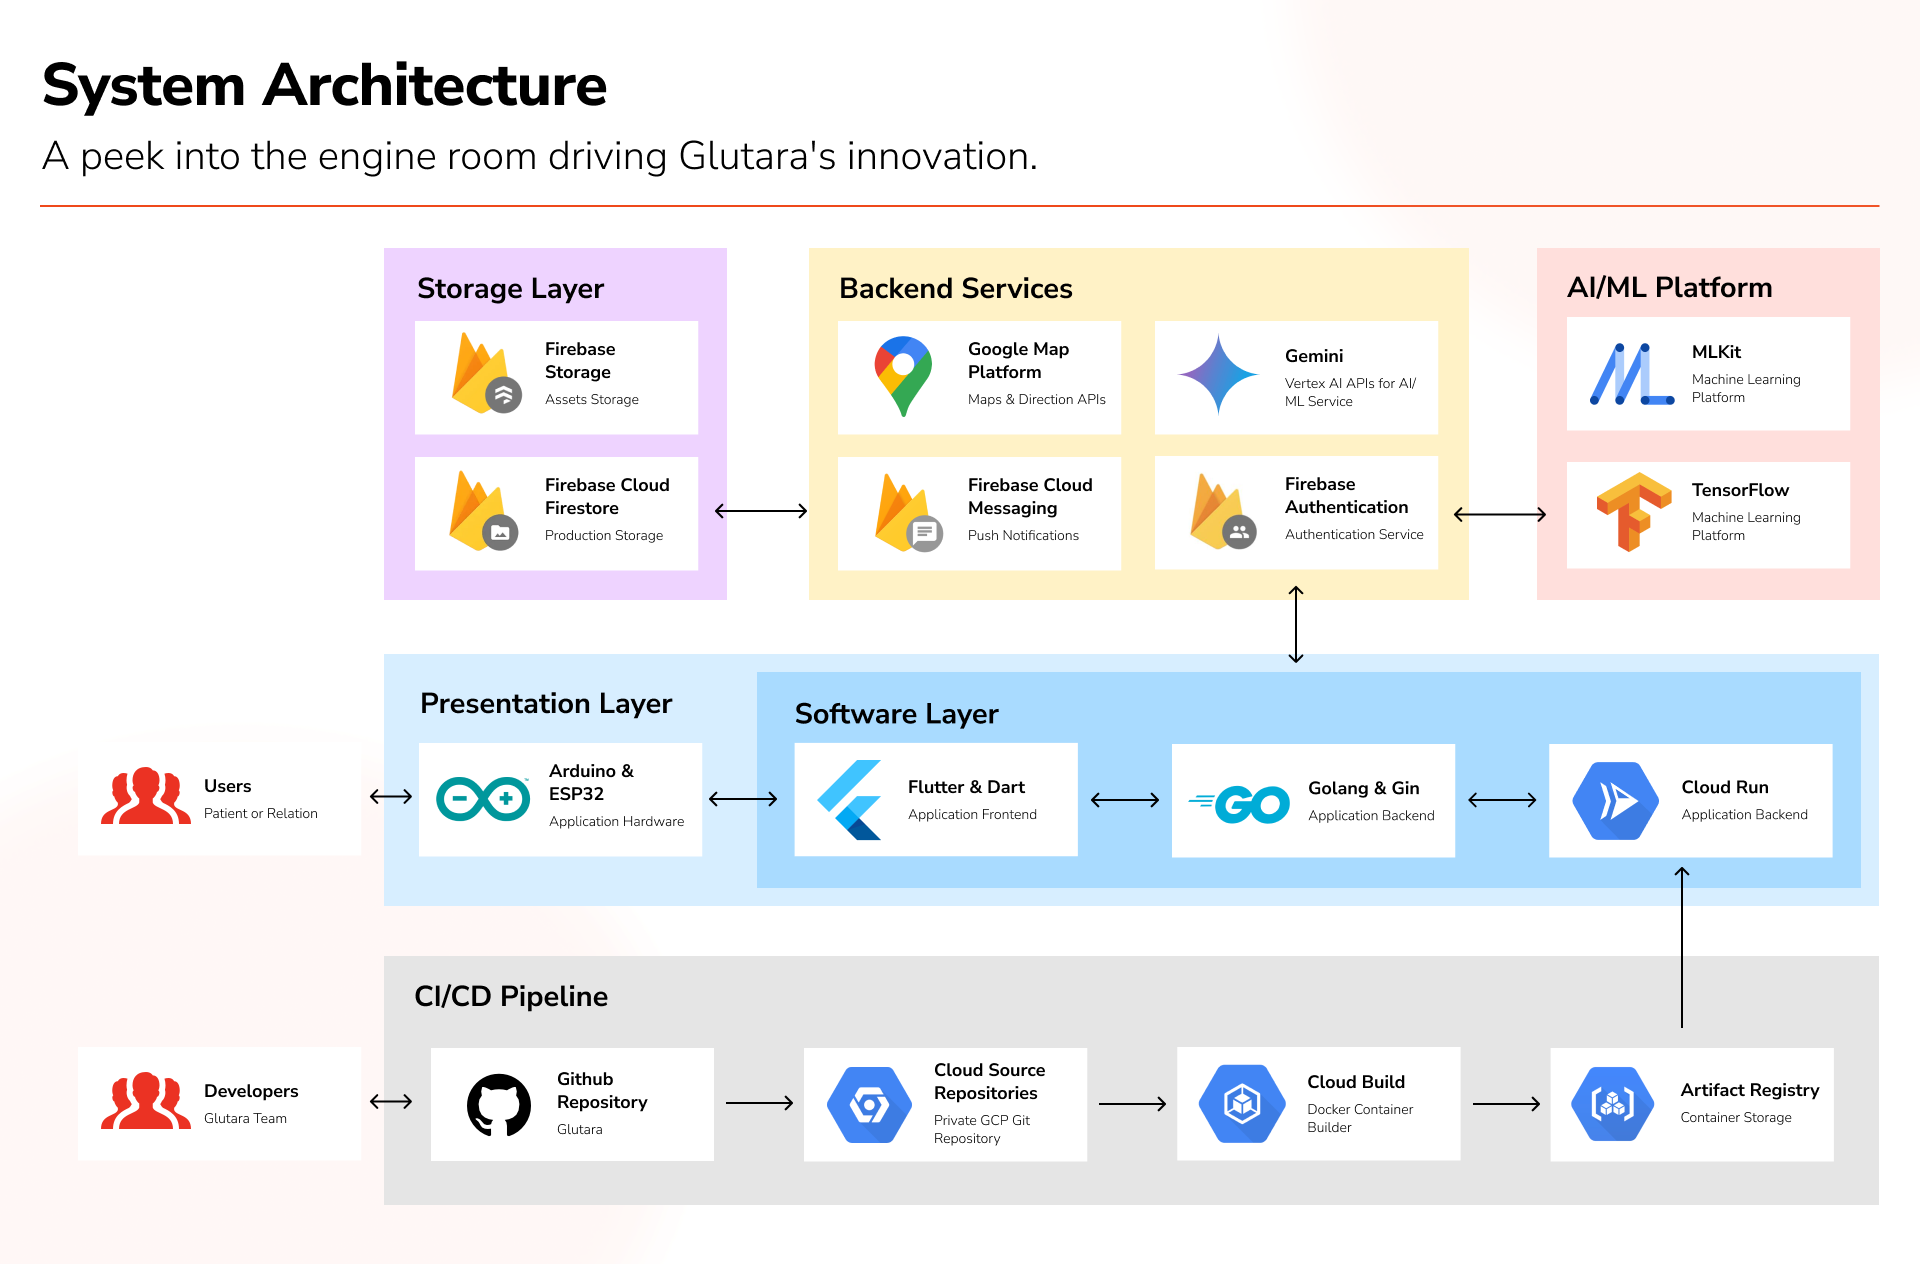 System Architecture
A peek into the engine room driving Glutara's innovation.
Storage Layer
Firebase
Storage
Assets Storage
Firebase Cloud
Firestore
Production Storage
Backend Services
Google Map
Platform
Maps & Direction APIs
Gemini
Vertex AI APIs for AI/
ML Service
Firebase Cloud
Messaging
Push Notifications
Firebase
Authentication
Authentication Service
AI/ML Platform
MLKit
Machine Learning
Platform
TensorFlow
Machine Learning
Platform
Users
Patient or Relation
Presentation Layer
Arduino &
ESP32
Application Hardware
Software Layer
Flutter & Dart
Application Frontend
GO
Golang & Gin
Application Backend
Cloud Run
Application Backend
Developers
Glutara Team
CI/CD Pipeline
Github
Repository
Glutara
Cloud Source
Repositories
Private GCP Git
Repository
Cloud Build
Docker Container
Builder
Artifact Registry
Container Storage